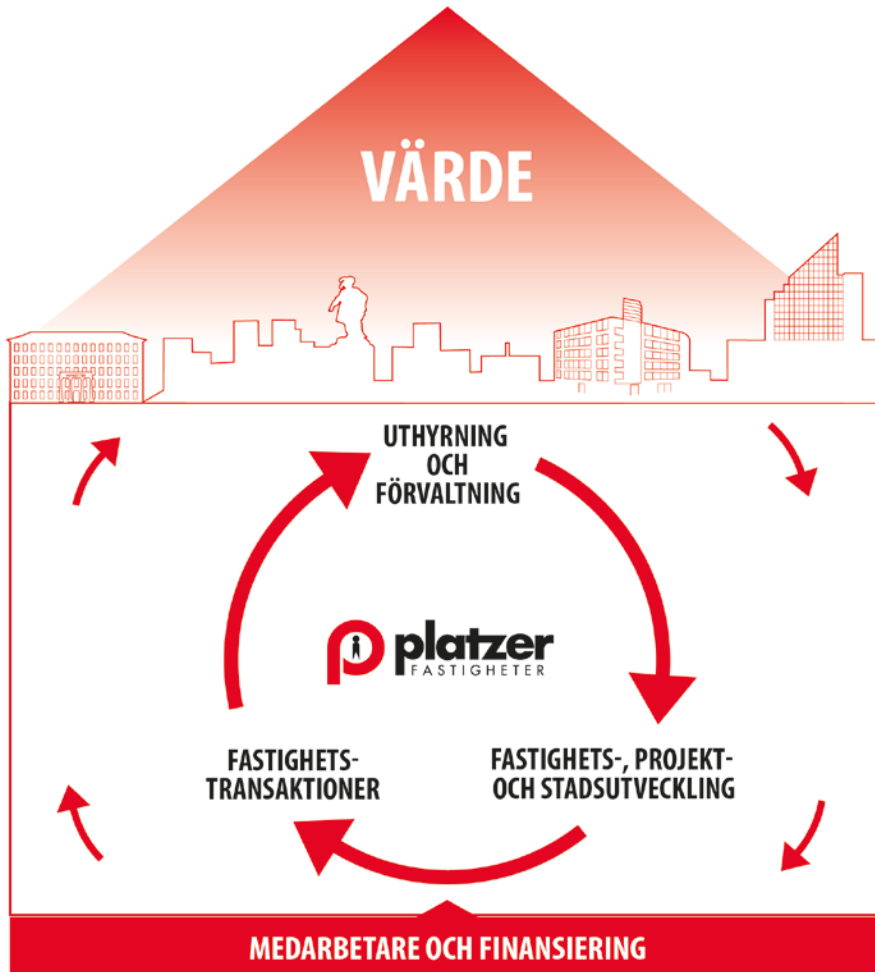 VÄRDE
UTHYRNING
OCH
FÖRVALTNING
platzer
FASTIGHETER
FASTIGHETS-
TRANSAKTIONER
FASTIGHETS-, PROJEKT-
OCH STADSUTVECKLING
MEDARBETARE OCH FINANSIERING